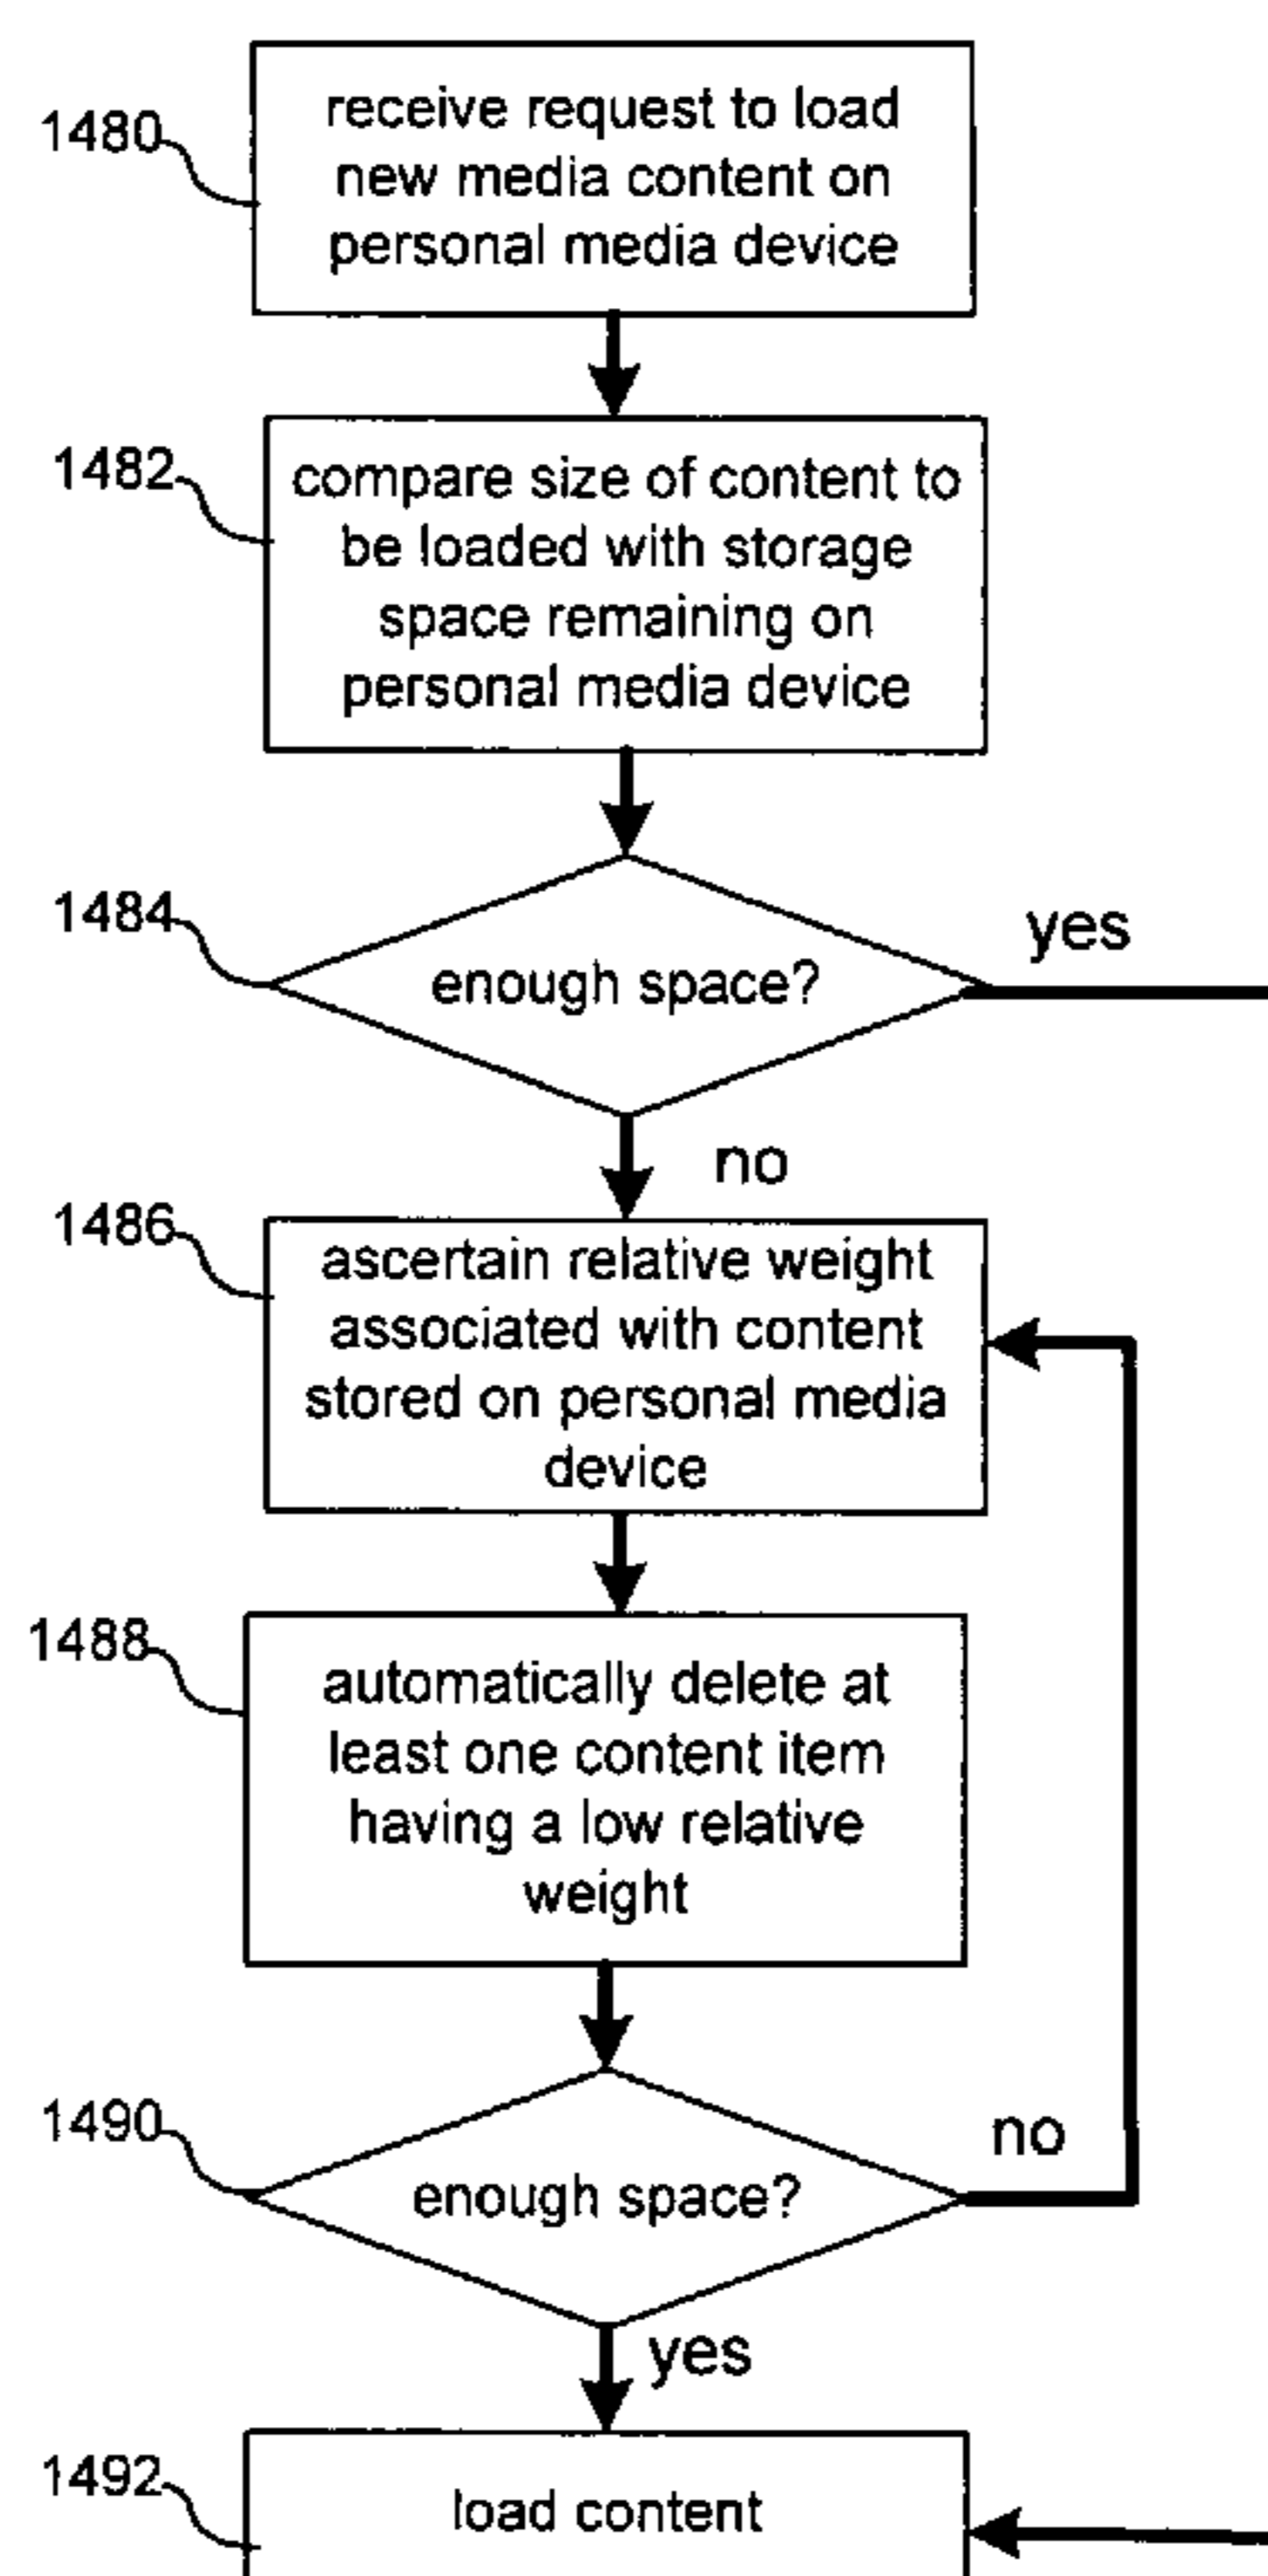 1480
receive request to load
new media content on
personal media device
1482
compare size of content to
be loaded with storage
space remaining on
personal media device
1484
enough space?
yes
no
1486
ascertain relative weight
associated with content
stored on personal media
device
1488
automatically delete at
least one content item
having a low relative
weight
1490
enough space?
no
yes
1492
load content